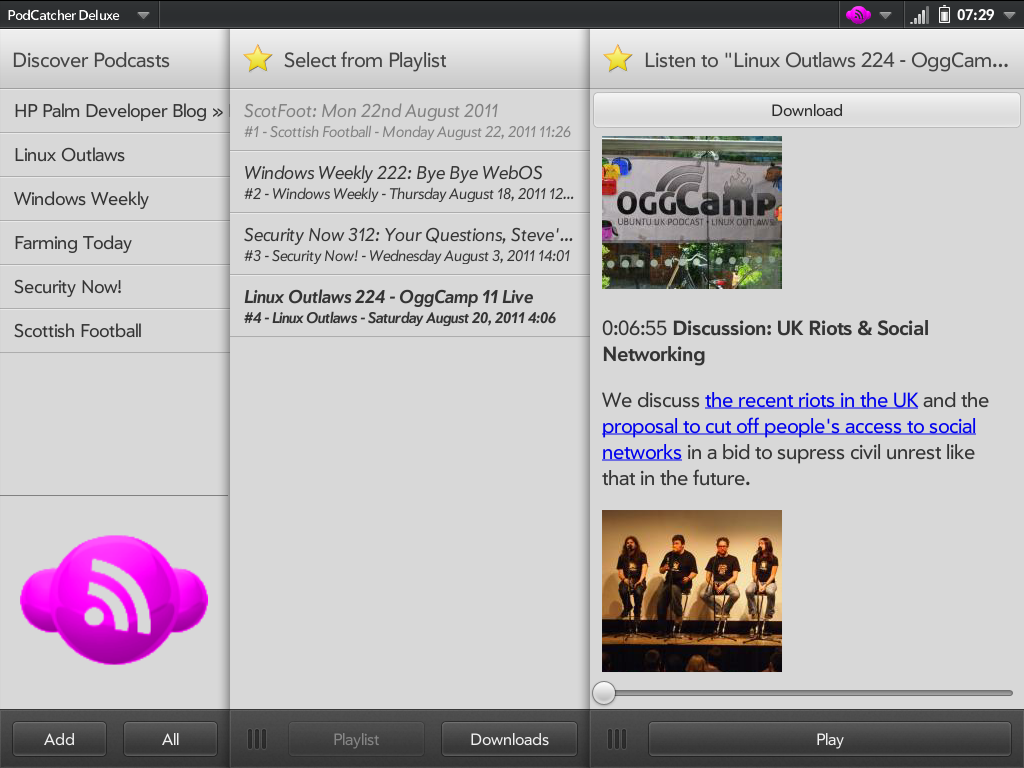 PodCatcher Deluxe
07:29
Discover Podcasts
HP Palm Developer Blog »
Linux Outlaws
Windows Weekly
Farming Today
Security Now!
Scottish Football
Add
All
Select from Playlist
ScotFoot: Mon 22nd August 2011
#1 - Scottish Football - Monday August 22, 2011 11:26
Windows Weekly 222: Bye Bye WebOS
#2 - Windows Weekly - Thursday August 18, 2011 12...
Security Now 312: Your Questions, Steve'...
#3 - Security Now! - Wednesday August 3, 2011 14:01
Linux Outlaws 224 - OggCamp 11 Live
#4 - Linux Outlaws - Saturday August 20, 2011 4:06
Playlist
Downloads
Listen to "Linux Outlaws 224 - OggCam...
Download
OGGCamp
UBUNTU UK PODCAST • LINUX OUTLAWS
0:06:55 Discussion: UK Riots & Social
Networking
We discuss the recent riots in the UK and the
proposal to cut off people's access to social
networks in a bid to supress civil unrest like
that in the future.
Play